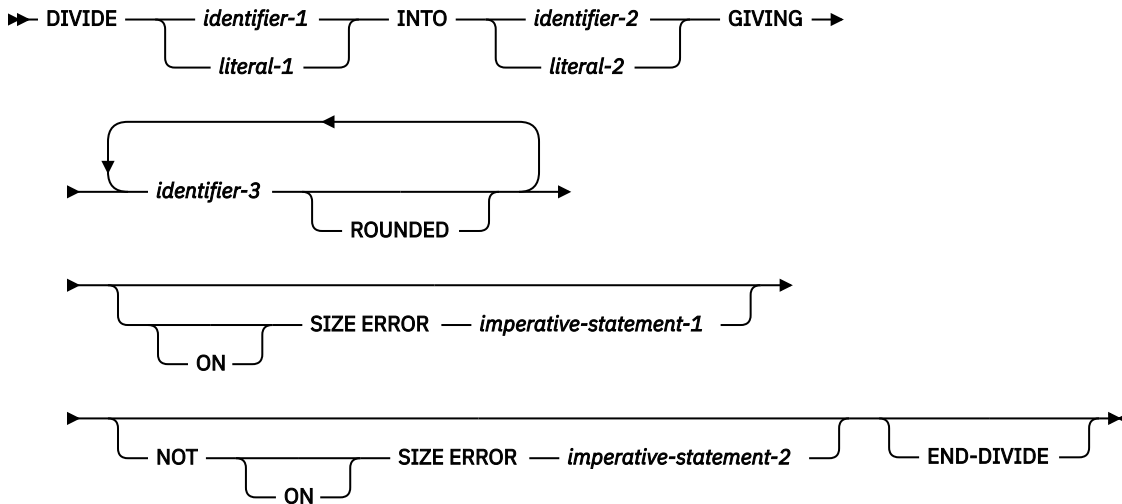 DIVIDE identifier-1 INTO identifier-2 GIVING
literal-1 literal-2
identifier-3
ROUNDED
SIZE ERROR imperative-statement-1
ON
NOT SIZE ERROR imperative-statement-2 END-DIVIDE
ON